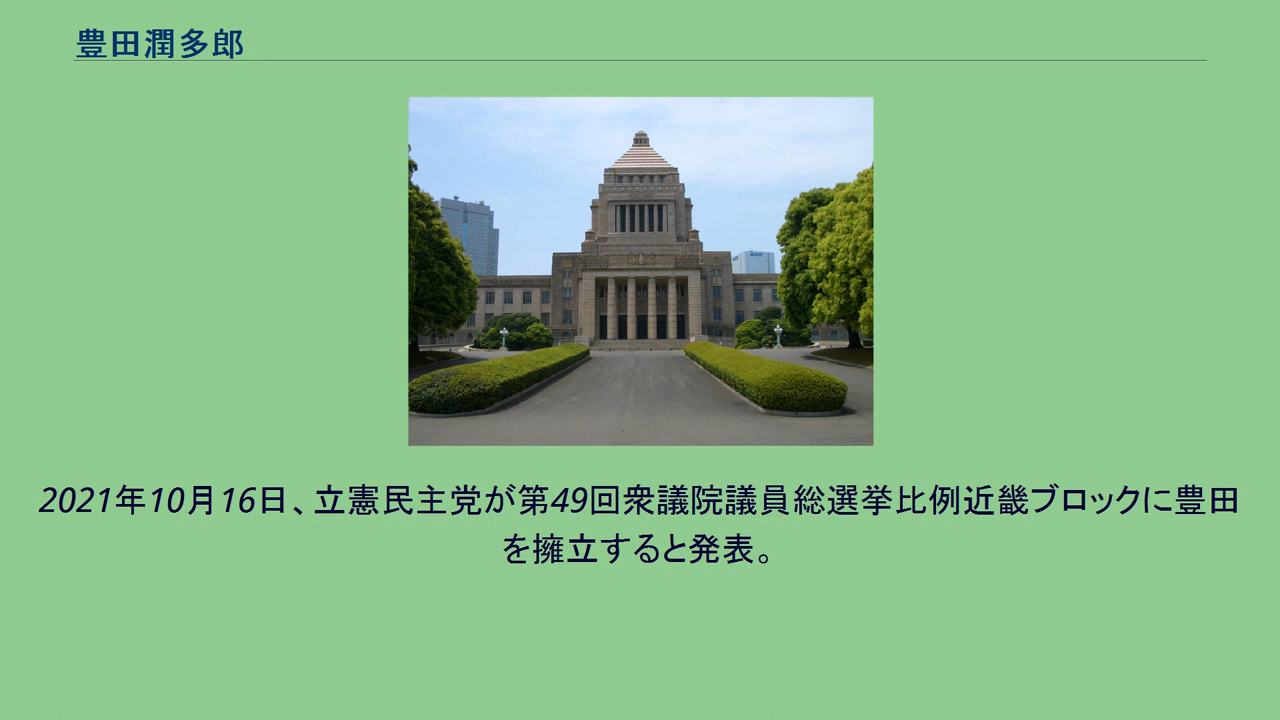 豊田潤多郎
2021年10月16日、立憲民主党が第49回衆議院議員総選挙比例近畿ブロックに豊田
を擁立すると発表。